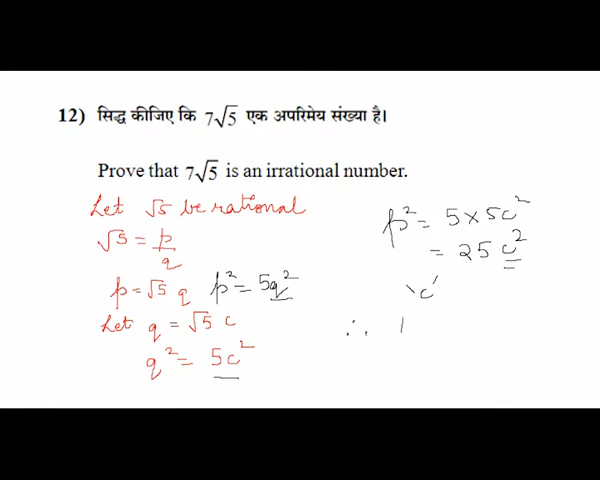 12) सिद्ध कीजिए कि 7√5 एक अपरिमेय संख्या है।
Prove that 7√5 is an irrational number.
Let √5 be rational
√5 = p/q
p = √5 q p² = 5q²
Let q = √5 c
q² = 5c²
p² = 5 × 5c²
= 25 c²
'c'
∴ |